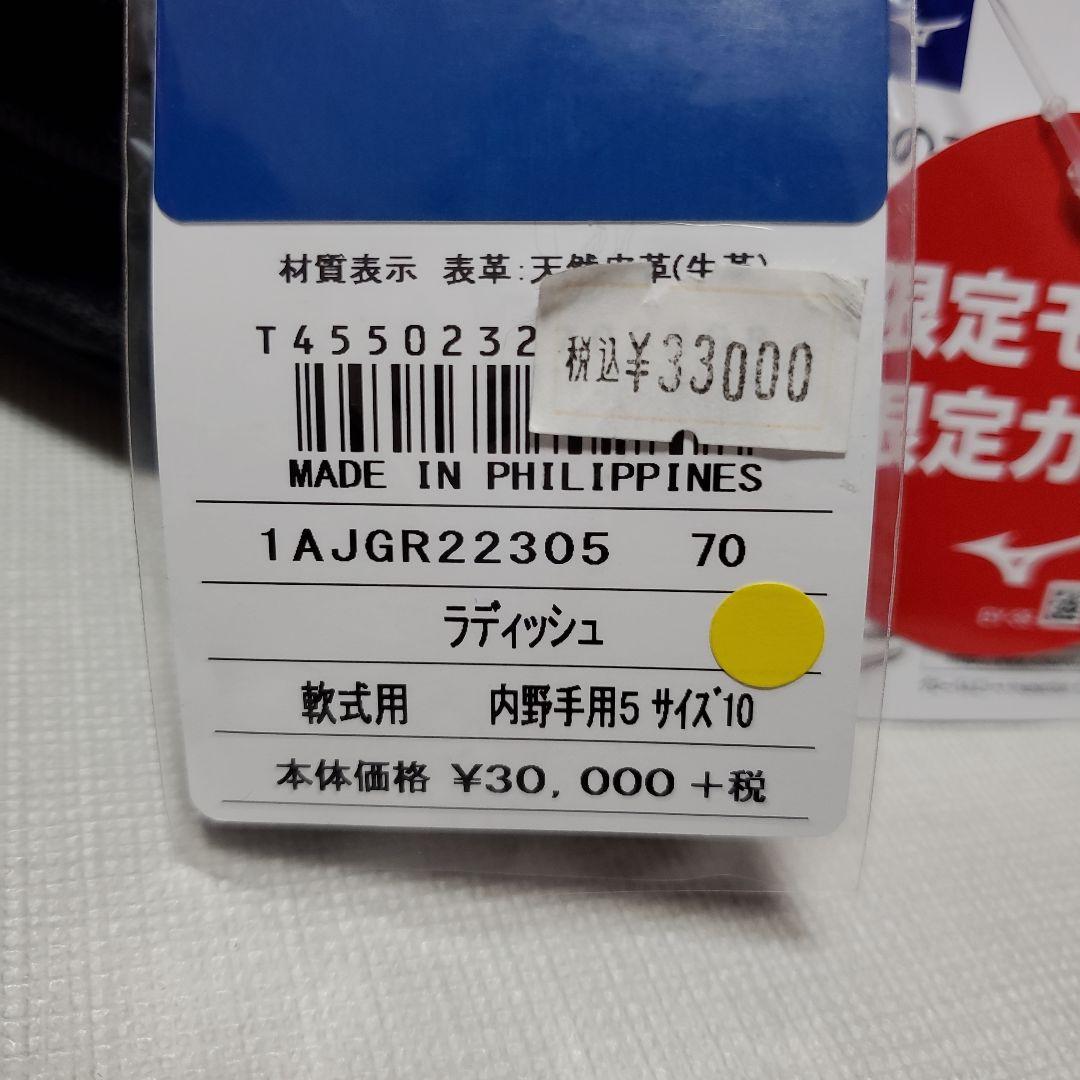 材質表示 表革:天然皮革(牛革)
T4550232
税込¥33000
MADE IN PHILIPPINES
1AJGR22305 70
ラディッシュ
軟式用 内野手用5 サイズ10
本体価格 ¥30,000+税
の
限定モ
限定カ